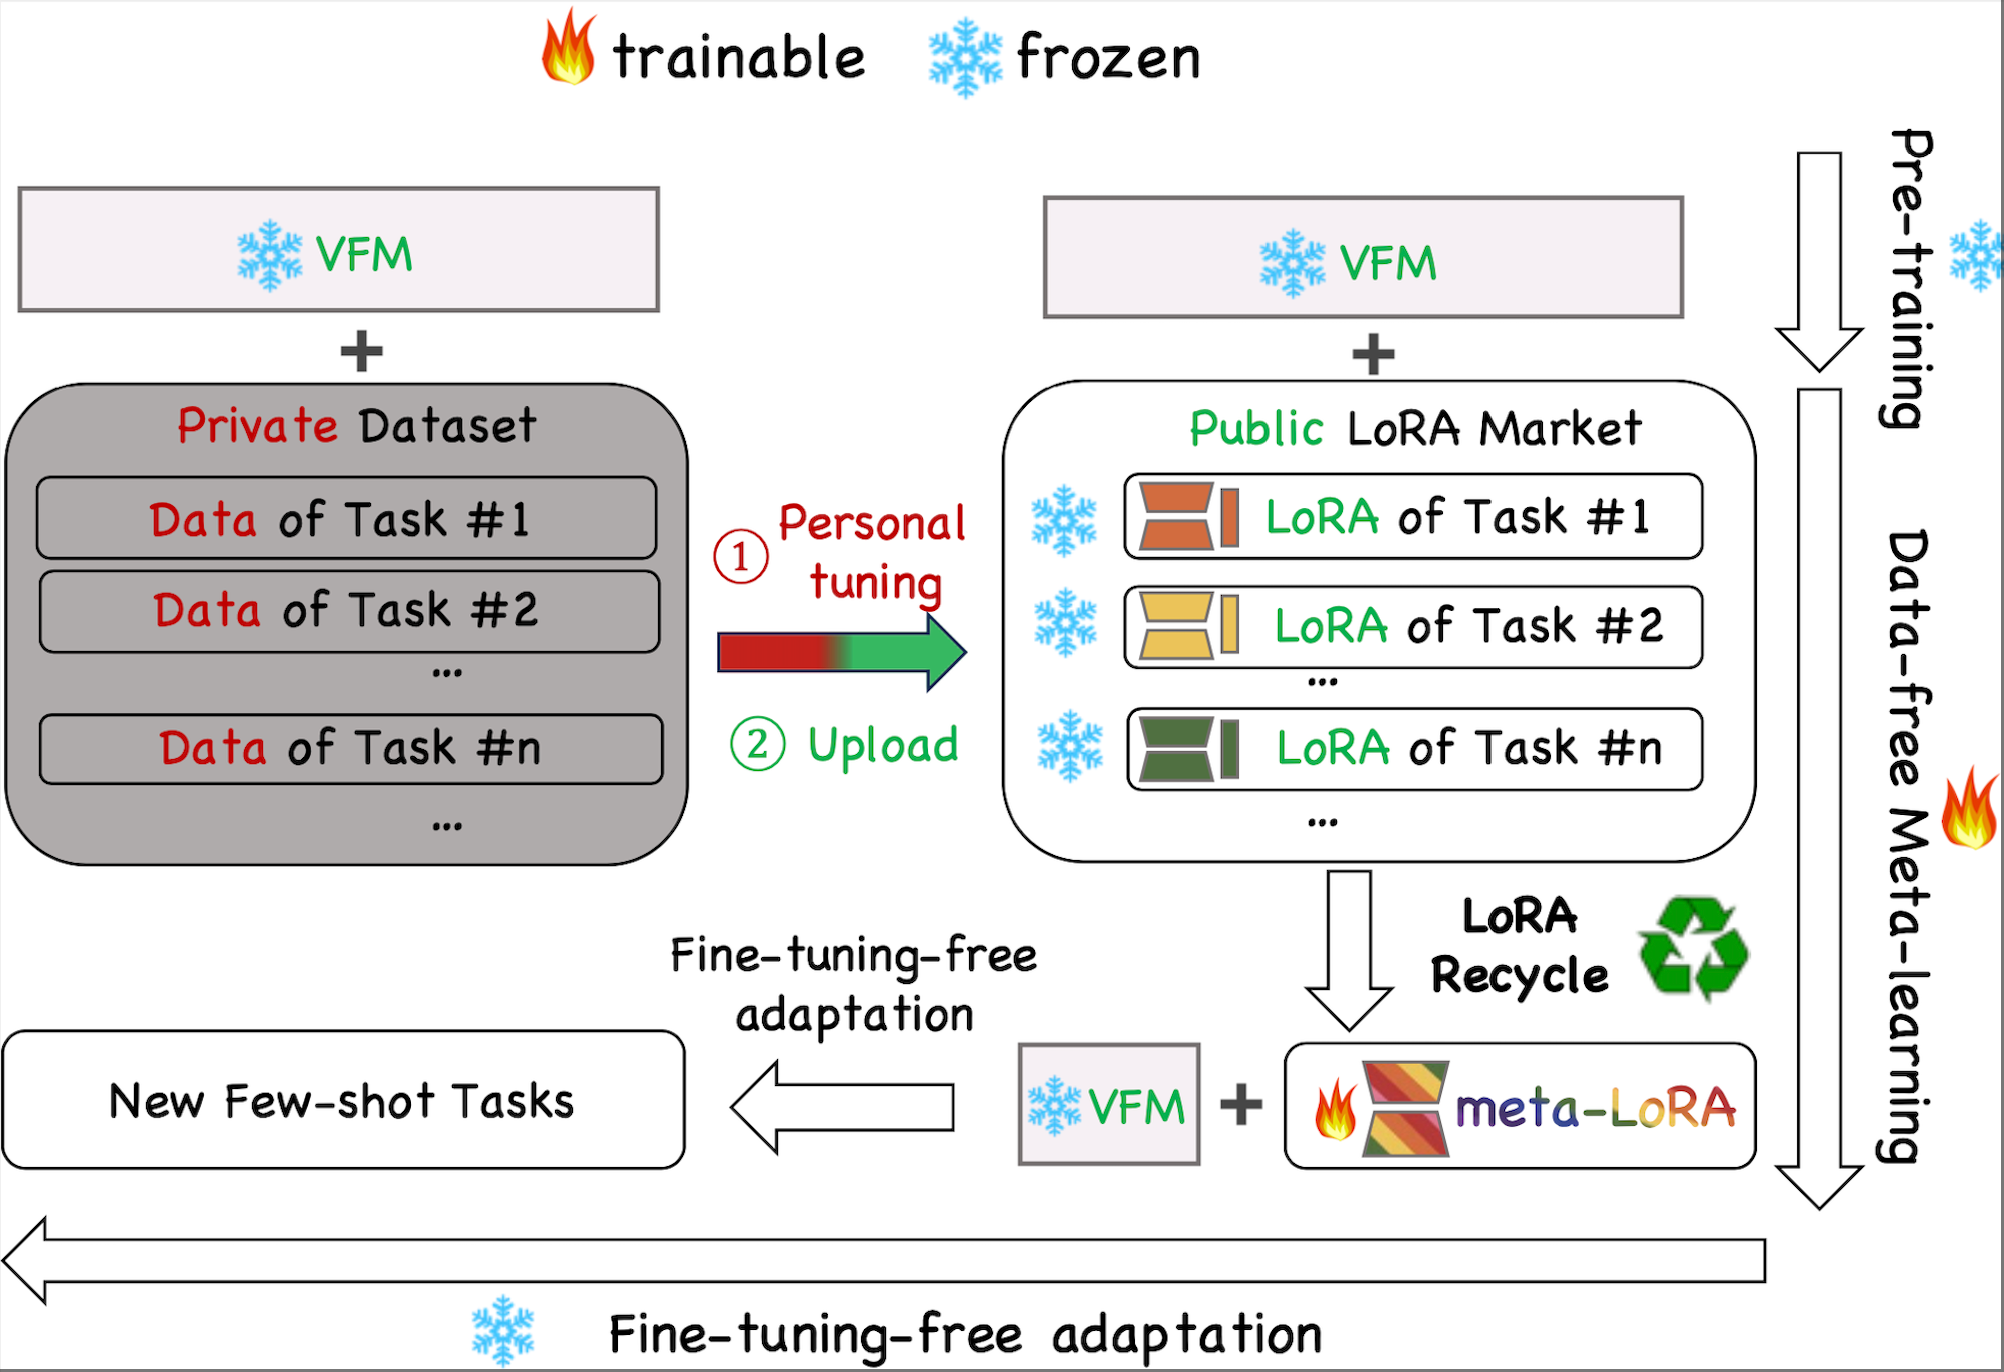 trainable frozen
VFM
+
Private Dataset
Data of Task #1
Data of Task #2
...
Data of Task #n
...
① Personal
tuning
② Upload
VFM
+
Public LoRA Market
LoRA of Task #1
LoRA of Task #2
...
LoRA of Task #n
...
LoRA
Recycle
VFM + meta-LoRA
Fine-tuning-free
adaptation
New Few-shot Tasks
Pre-training
Data-free Meta-learning
Fine-tuning-free adaptation